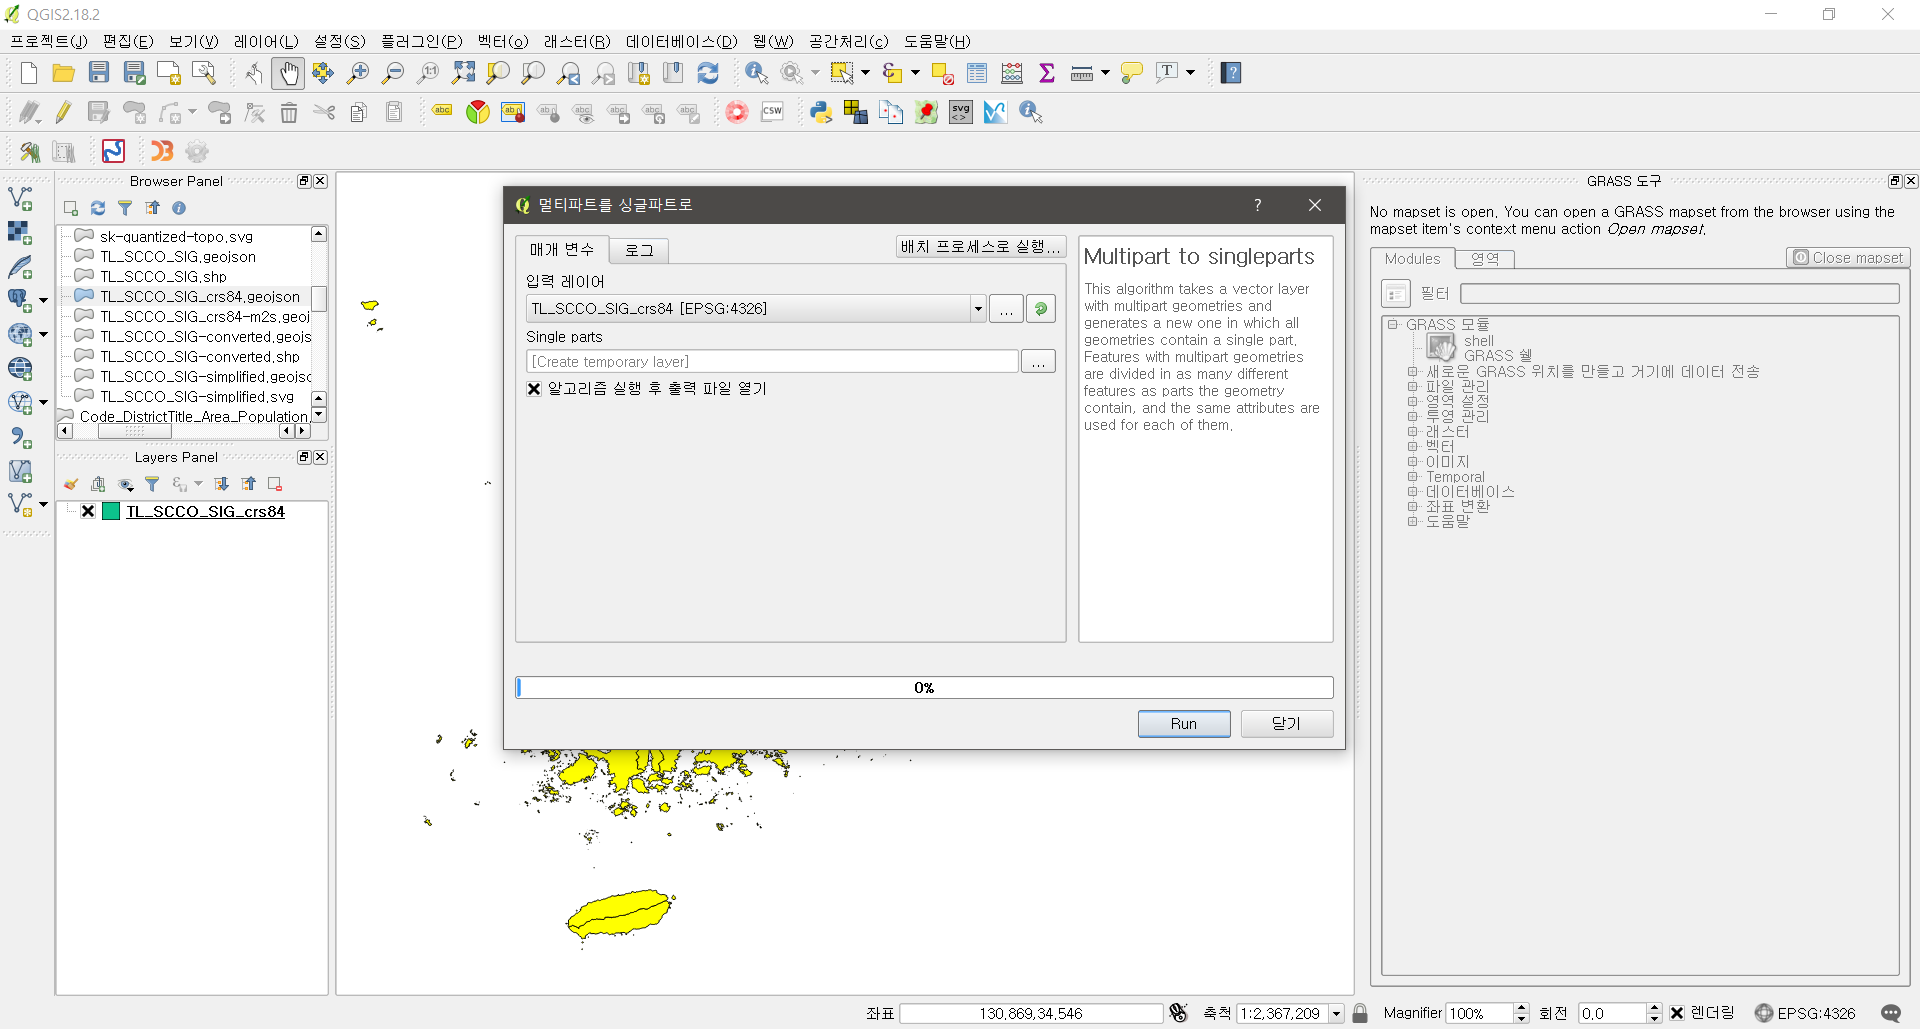 QGIS2.18.2
프로젝트(J) 편집(E) 보기(V) 레이어(L) 설정(S) 플러그인(P) 벡터(o) 래스터(R) 데이터베이스(D) 웹(W) 공간처리(c) 도움말(H)
Browser Panel
sk-quantized-topo.svg
TL_SCCO_SIG.geojson
TL_SCCO_SIG.shp
TL_SCCO_SIG_crs84.geojson
TL_SCCO_SIG_crs84-m2s.geoj
TL_SCCO_SIG-converted.geojs
TL_SCCO_SIG-converted.shp
TL_SCCO_SIG-simplified.geojsc
TL_SCCO_SIG-simplified.svg
Code_DistrictTitle_Area_Population.
Layers Panel
TL_SCCO_SIG_crs84
멀티파트를 싱글파트로
매개 변수 로그 배치 프로세스로 실행...
입력 레이어
TL_SCCO_SIG_crs84 [EPSG:4326]
...
Single parts
[Create temporary layer]
...
알고리즘 실행 후 출력 파일 열기
Multipart to singleparts
This algorithm takes a vector layer
with multipart geometries and
generates a new one in which all
geometries contain a single part.
Features with multipart geometries
are divided in as many different
features as parts the geometry
contain, and the same attributes are
used for each of them.
0%
Run 닫기
GRASS 도구
No mapset is open. You can open a GRASS mapset from the browser using the
mapset item's context menu action Open mapset.
Modules 영역 Close mapset
필터
GRASS 모듈
shell
GRASS 쉘
새로운 GRASS 위치를 만들고 거기에 데이터 전송
파일 관리
영역 설정
투영 관리
래스터
벡터
이미지
Temporal
데이터베이스
좌표 변환
도움말
좌표 130.869,34.546 축척 1:2,367,209 Magnifier 100% 회전 0.0 렌더링 EPSG:4326